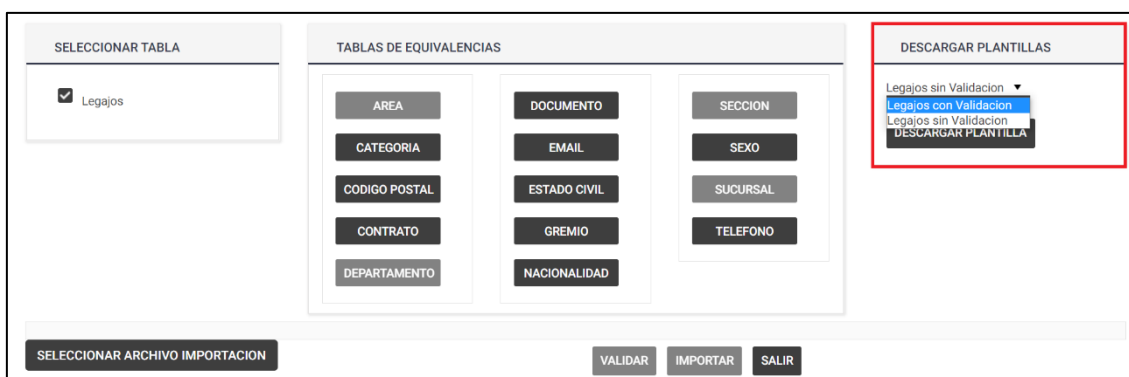 SELECCIONAR TABLA
Legajos
TABLAS DE EQUIVALENCIAS
AREA
CATEGORIA
CODIGO POSTAL
CONTRATO
DEPARTAMENTO
DOCUMENTO
EMAIL
ESTADO CIVIL
GREMIO
NACIONALIDAD
SECCION
SEXO
SUCURSAL
TELEFONO
DESCARGAR PLANTILLAS
Legajos sin Validacion
Legajos con Validacion
Legajos sin Validacion
DESCARGAR PLANTILLA
SELECCIONAR ARCHIVO IMPORTACION
VALIDAR
IMPORTAR
SALIR